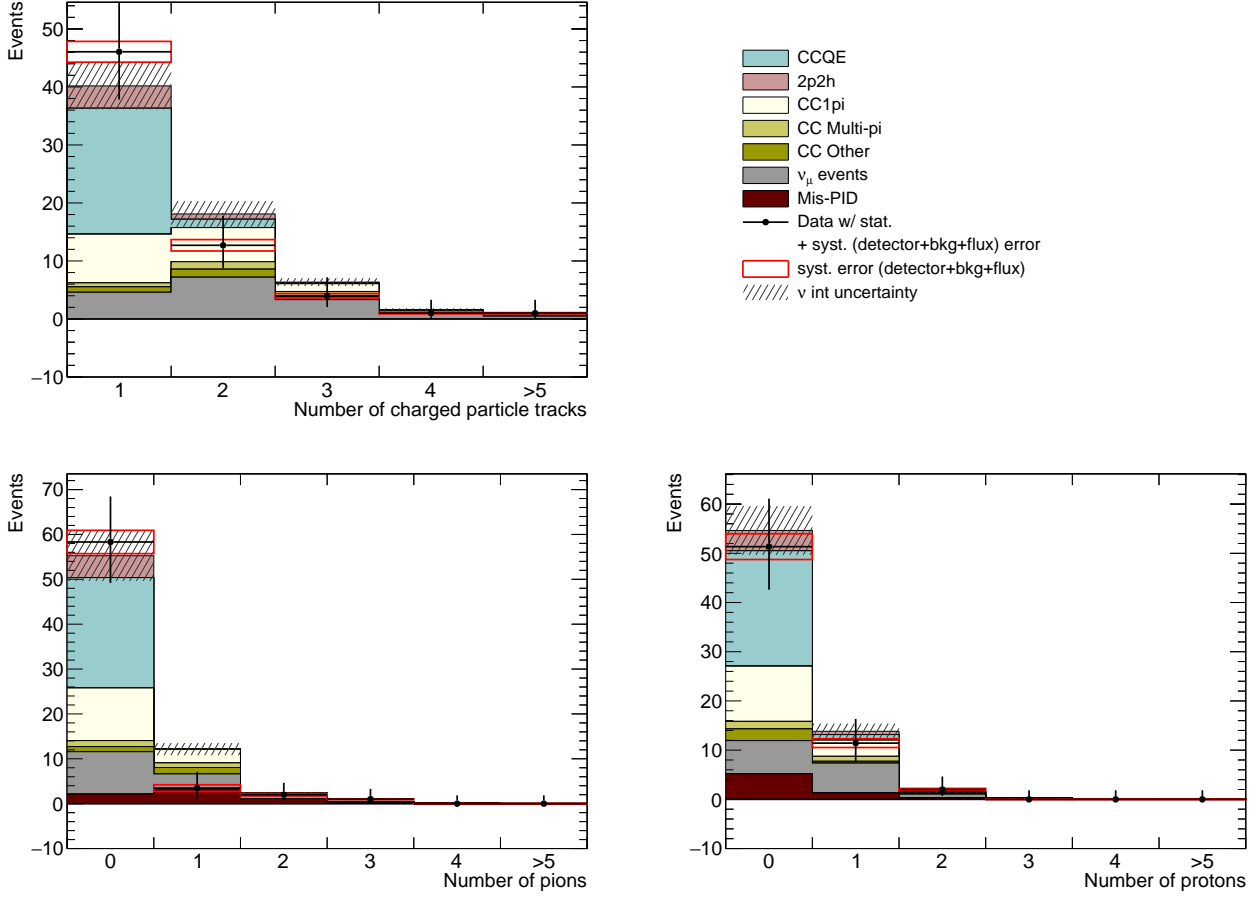 Events
50
40
30
20
10
0
−10
1 2 3 4 >5
Number of charged particle tracks
CCQE
2p2h
CC1pi
CC Multi-pi
CC Other
νμ events
Mis-PID
Data w/ stat.
+ syst. (detector+bkg+flux) error
syst. error (detector+bkg+flux)
ν int uncertainty
Events
70
60
50
40
30
20
10
0
−10
0 1 2 3 4 >5
Number of pions
Events
60
50
40
30
20
10
0
−10
0 1 2 3 4 >5
Number of protons